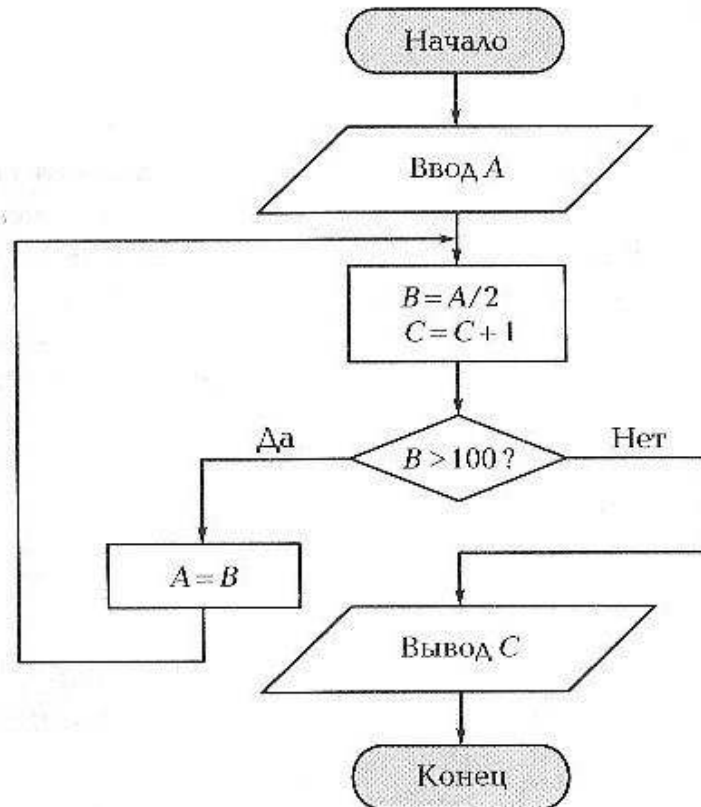 Начало
Ввод A
B = A/2
C = C + 1
B > 100 ?
Да
Нет
A = B
Вывод C
Конец